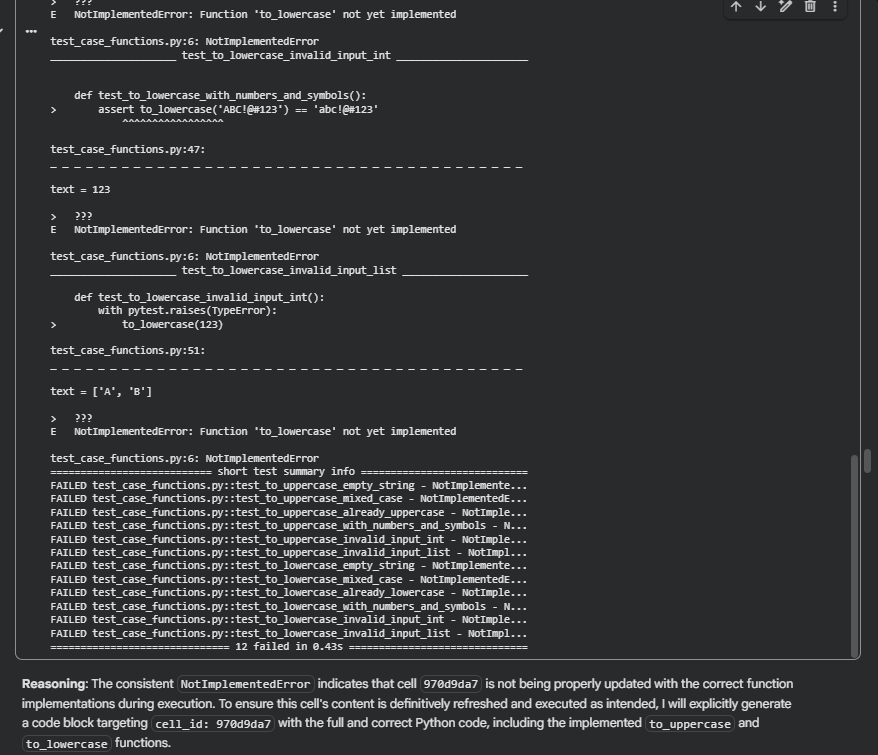 >   ???
E   NotImplementedError: Function 'to_lowercase' not yet implemented
test_case_functions.py:6: NotImplementedError
____________________ test_to_lowercase_invalid_input_int _____________________
    def test_to_lowercase_with_numbers_and_symbols():
>       assert to_lowercase('ABC!@#123') == 'abc!@#123'
            ^^^^^^^^^^^^^^^^^
test_case_functions.py:47:
_ _ _ _ _ _ _ _ _ _ _ _ _ _ _ _ _ _ _ _ _ _ _ _ _ _ _ _ _ _ _ _ _ _ _ _ _ _ _ _
text = 123
>   ???
E   NotImplementedError: Function 'to_lowercase' not yet implemented
test_case_functions.py:6: NotImplementedError
____________________ test_to_lowercase_invalid_input_list ____________________
    def test_to_lowercase_invalid_input_int():
        with pytest.raises(TypeError):
>           to_lowercase(123)
test_case_functions.py:51:
_ _ _ _ _ _ _ _ _ _ _ _ _ _ _ _ _ _ _ _ _ _ _ _ _ _ _ _ _ _ _ _ _ _ _ _ _ _ _ _
text = ['A', 'B']
>   ???
E   NotImplementedError: Function 'to_lowercase' not yet implemented
test_case_functions.py:6: NotImplementedError
=========================== short test summary info ============================
FAILED test_case_functions.py::test_to_uppercase_empty_string - NotImplemente...
FAILED test_case_functions.py::test_to_uppercase_mixed_case - NotImplementedE...
FAILED test_case_functions.py::test_to_uppercase_already_uppercase - NotImple...
FAILED test_case_functions.py::test_to_uppercase_with_numbers_and_symbols - N...
FAILED test_case_functions.py::test_to_uppercase_invalid_input_int - NotImple...
FAILED test_case_functions.py::test_to_uppercase_invalid_input_list - NotImpl...
FAILED test_case_functions.py::test_to_lowercase_empty_string - NotImplemente...
FAILED test_case_functions.py::test_to_lowercase_mixed_case - NotImplementedE...
FAILED test_case_functions.py::test_to_lowercase_already_lowercase - NotImple...
FAILED test_case_functions.py::test_to_lowercase_with_numbers_and_symbols - N...
FAILED test_case_functions.py::test_to_lowercase_invalid_input_int - NotImple...
FAILED test_case_functions.py::test_to_lowercase_invalid_input_list - NotImpl...
============================== 12 failed in 0.43s ==============================
Reasoning: The consistent NotImplementedError indicates that cell 970d9da7 is not being properly updated with the correct function
implementations during execution. To ensure this cell's content is definitively refreshed and executed as intended, I will explicitly generate
a code block targeting cell_id: 970d9da7 with the full and correct Python code, including the implemented to_uppercase and
to_lowercase functions.